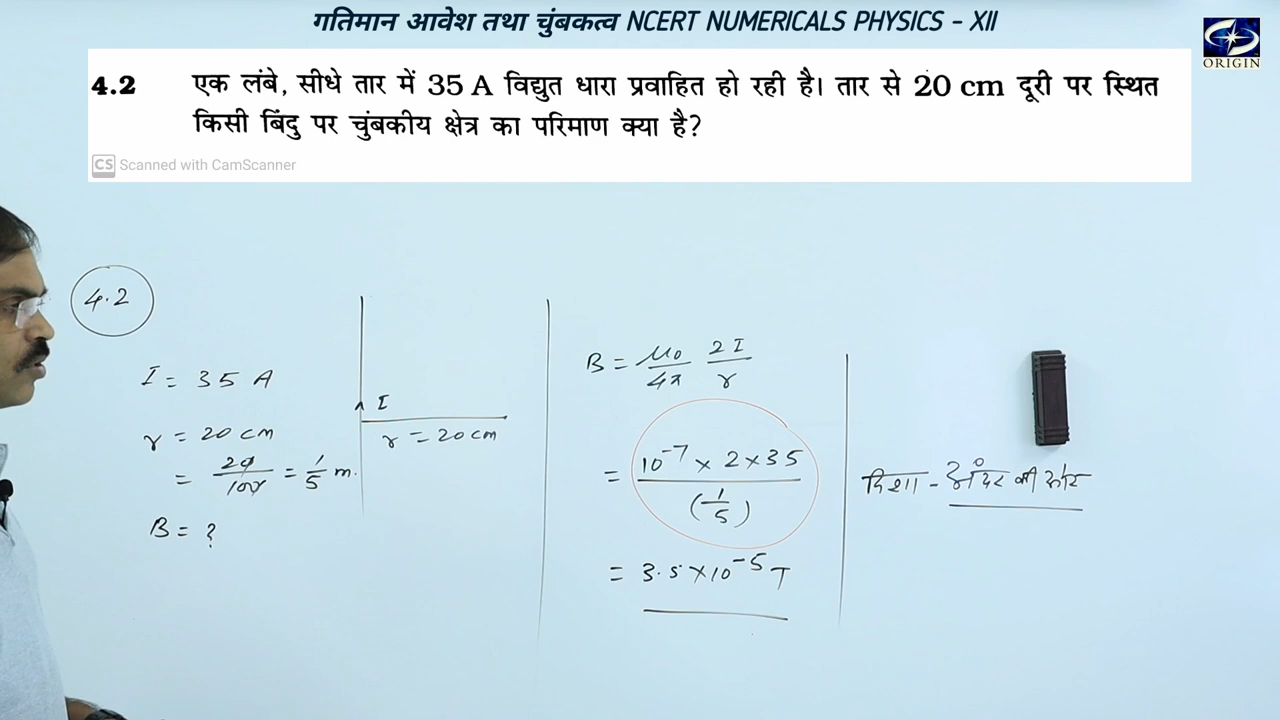 गतिमान आवेश तथा चुंबकत्व NCERT NUMERICALS PHYSICS - XII
ORIGIN
4.2 एक लंबे, सीधे तार में 35 A विद्युत धारा प्रवाहित हो रही है। तार से 20 cm दूरी पर स्थित
किसी बिंदु पर चुंबकीय क्षेत्र का परिमाण क्या है?
CS Scanned with CamScanner
4.2
I = 35 A
r = 20 cm
= 20/100 = 1/5 m.
B = ?
I
r = 20 cm
B = μ0/4π 2I/r
= 10⁻⁷ × 2 × 35 / (1/5)
= 3.5 × 10⁻⁵ T
दिशा - अंदर की ओर